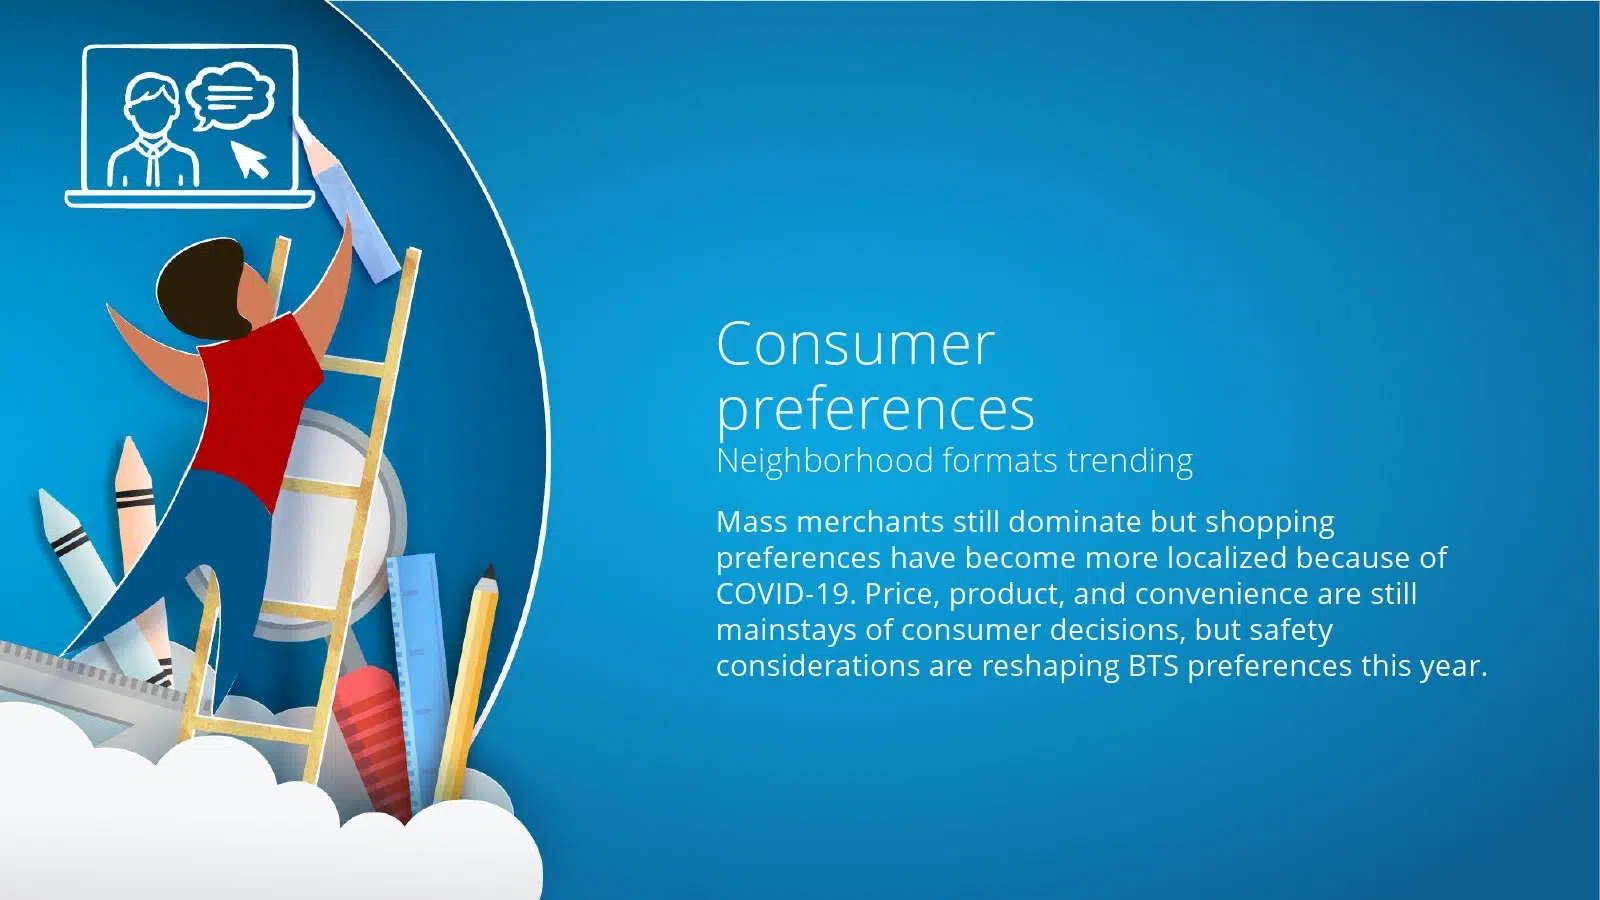 Consumer
preferences
Neighborhood formats trending
Mass merchants still dominate but shopping
preferences have become more localized because of
COVID-19. Price, product, and convenience are still
mainstays of consumer decisions, but safety
considerations are reshaping BTS preferences this year.